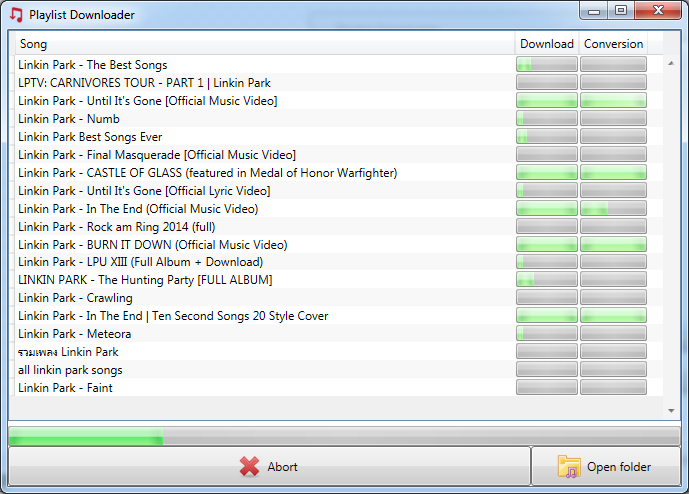 Playlist Downloader
Song Download Conversion
Linkin Park - The Best Songs
LPTV: CARNIVORES TOUR - PART 1 | Linkin Park
Linkin Park - Until It's Gone [Official Music Video]
Linkin Park - Numb
Linkin Park Best Songs Ever
Linkin Park - Final Masquerade [Official Music Video]
Linkin Park - CASTLE OF GLASS (featured in Medal of Honor Warfighter)
Linkin Park - Until It's Gone [Official Lyric Video]
Linkin Park - In The End (Official Music Video)
Linkin Park - Rock am Ring 2014 (full)
Linkin Park - BURN IT DOWN (Official Music Video)
Linkin Park - LPU XIII (Full Album + Download)
LINKIN PARK - The Hunting Party [FULL ALBUM]
Linkin Park - Crawling
Linkin Park - In The End | Ten Second Songs 20 Style Cover
Linkin Park - Meteora
รวมเพลง Linkin Park
all linkin park songs
Linkin Park - Faint
Abort Open folder